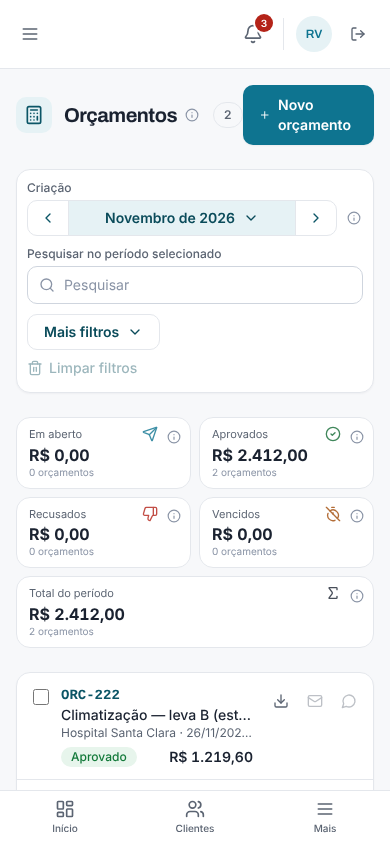 3
RV
Orçamentos
2
+ Novo
orçamento
Criação
Novembro de 2026
Pesquisar no período selecionado
Pesquisar
Mais filtros
Limpar filtros
Em aberto
R$ 0,00
0 orçamentos
Aprovados
R$ 2.412,00
2 orçamentos
Recusados
R$ 0,00
0 orçamentos
Vencidos
R$ 0,00
0 orçamentos
Total do período
Σ
R$ 2.412,00
2 orçamentos
ORC-222
Climatização — leva B (est...
Hospital Santa Clara · 26/11/202...
Aprovado
R$ 1.219,60
Início
Clientes
Mais